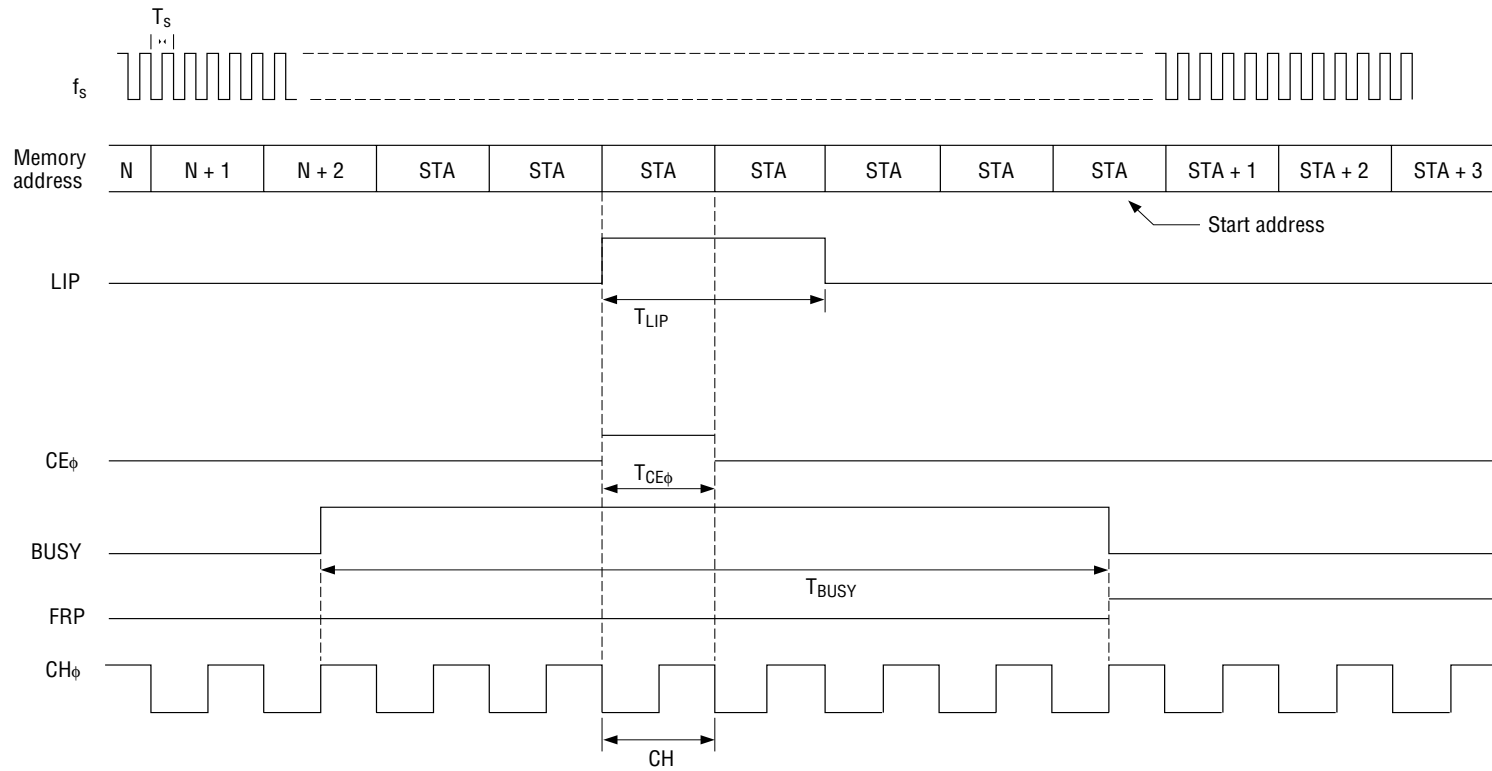 Ts
fs
Memory address
N N + 1 N + 2 STA STA STA STA STA STA STA STA + 1 STA + 2 STA + 3
Start address
LIP
TLIP
CEϕ
TCEϕ
BUSY
TBUSY
FRP
CHϕ
CH